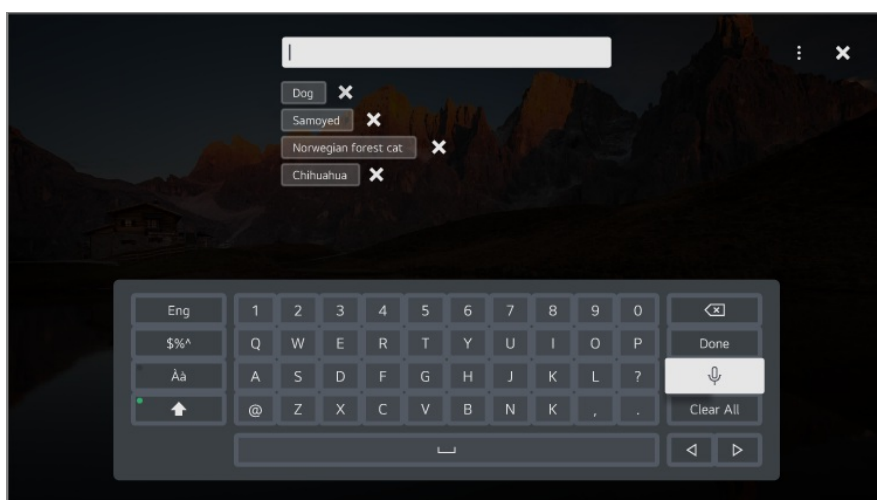 Dog
Samoyed
Norwegian forest cat
Chihuahua
Eng 1 2 3 4 5 6 7 8 9 0
$%^ Q W E R T Y U I O P Done
Àà A S D F G H J K L ?
@ Z X C V B N K , . Clear All